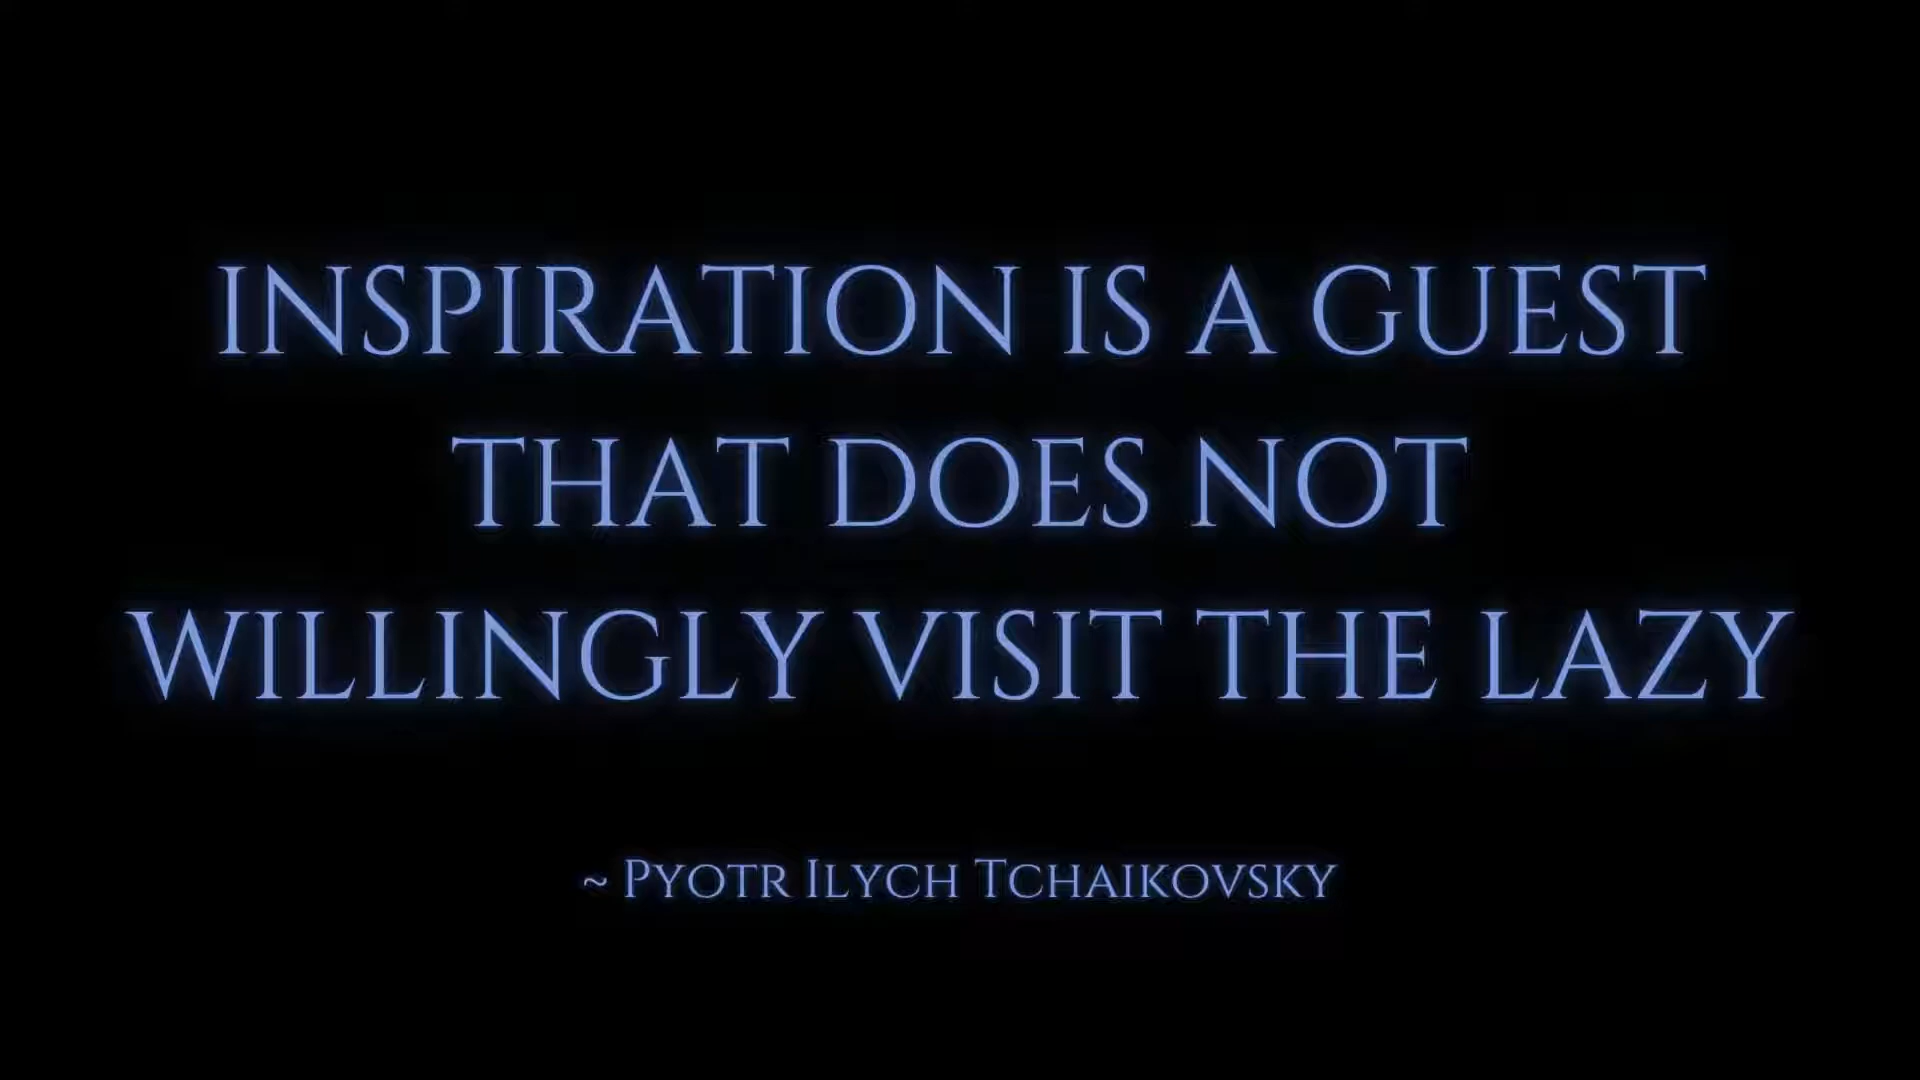 INSPIRATION IS A GUEST
THAT DOES NOT
WILLINGLY VISIT THE LAZY
~ PYOTR ILYCH TCHAIKOVSKY